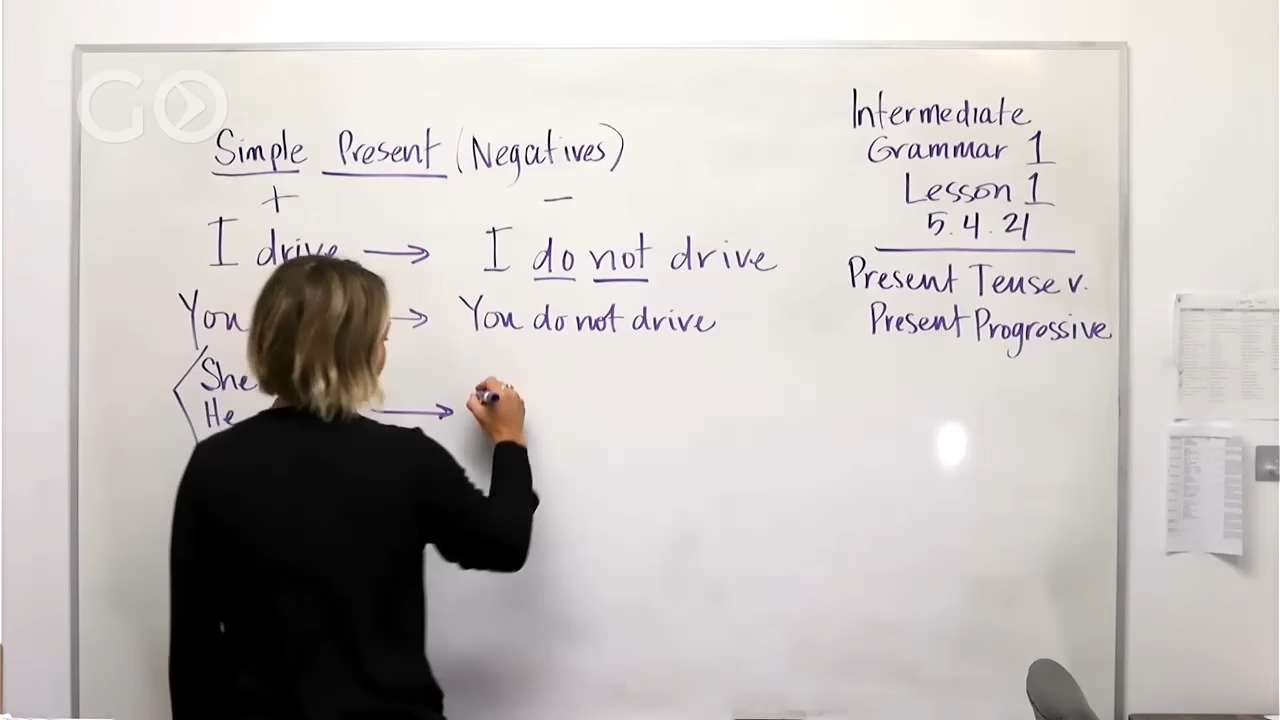 GO
Simple Present (Negatives)
+ −
I drive → I do not drive
You → You do not drive
She
He →
Intermediate
Grammar 1
Lesson 1
5.4.21
Present Tense v.
Present Progressive